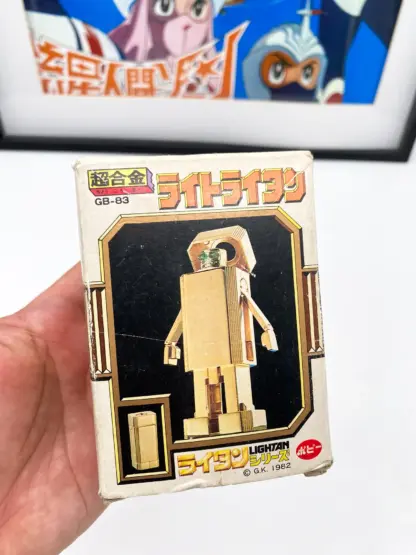 超合金
GB-83
ライトライタン
ライタン LIGHTAN シリーズ
© G.K. 1982
ポピー